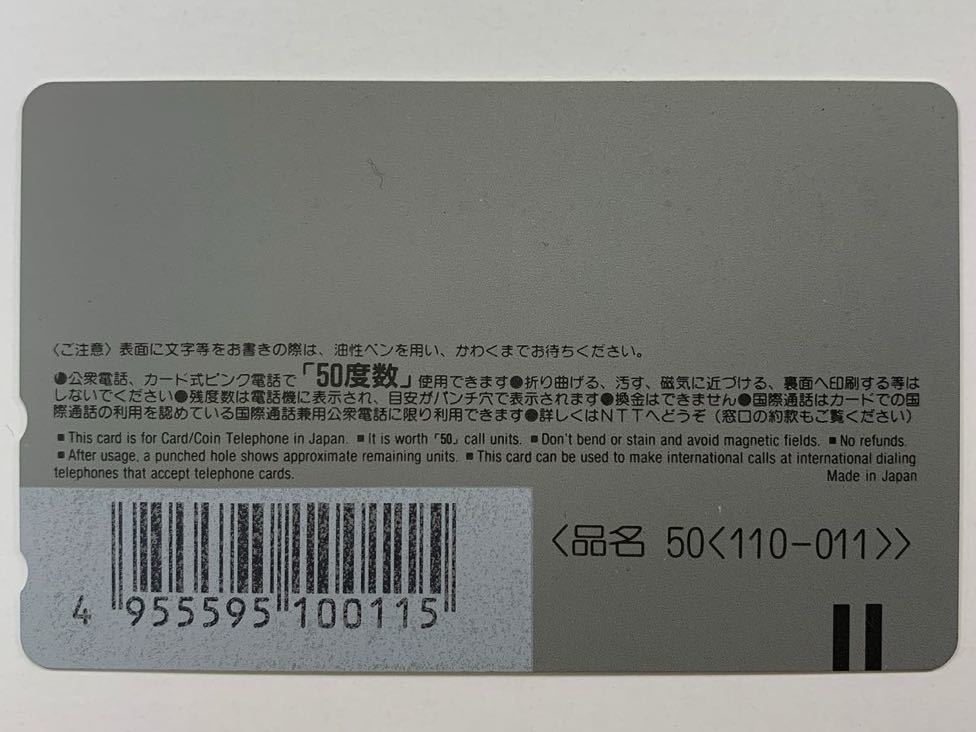 〈ご注意〉表面に文字等をお書きの際は、油性ペンを用い、かわくまでお待ちください。
●公衆電話、カード式ピンク電話で「50度数」使用できます●折り曲げる、汚す、磁気に近づける、裏面へ印刷する等は
しないでください●残度数は電話機に表示され、目安がパンチ穴で表示されます●換金はできません●国際通話はカードでの国
際通話の利用を認めている国際通話兼用公衆電話に限り利用できます●詳しくはNTTへどうぞ(窓口の約款もご覧ください)
■This card is for Card/Coin Telephone in Japan. ■It is worth「50」call units. ■Don't bend or stain and avoid magnetic fields. ■No refunds.
■After usage, a punched hole shows approximate remaining units. ■This card can be used to make international calls at international dialing
telephones that accept telephone cards. Made in Japan
〈品名 50〈110-011〉〉
4 955595 100115